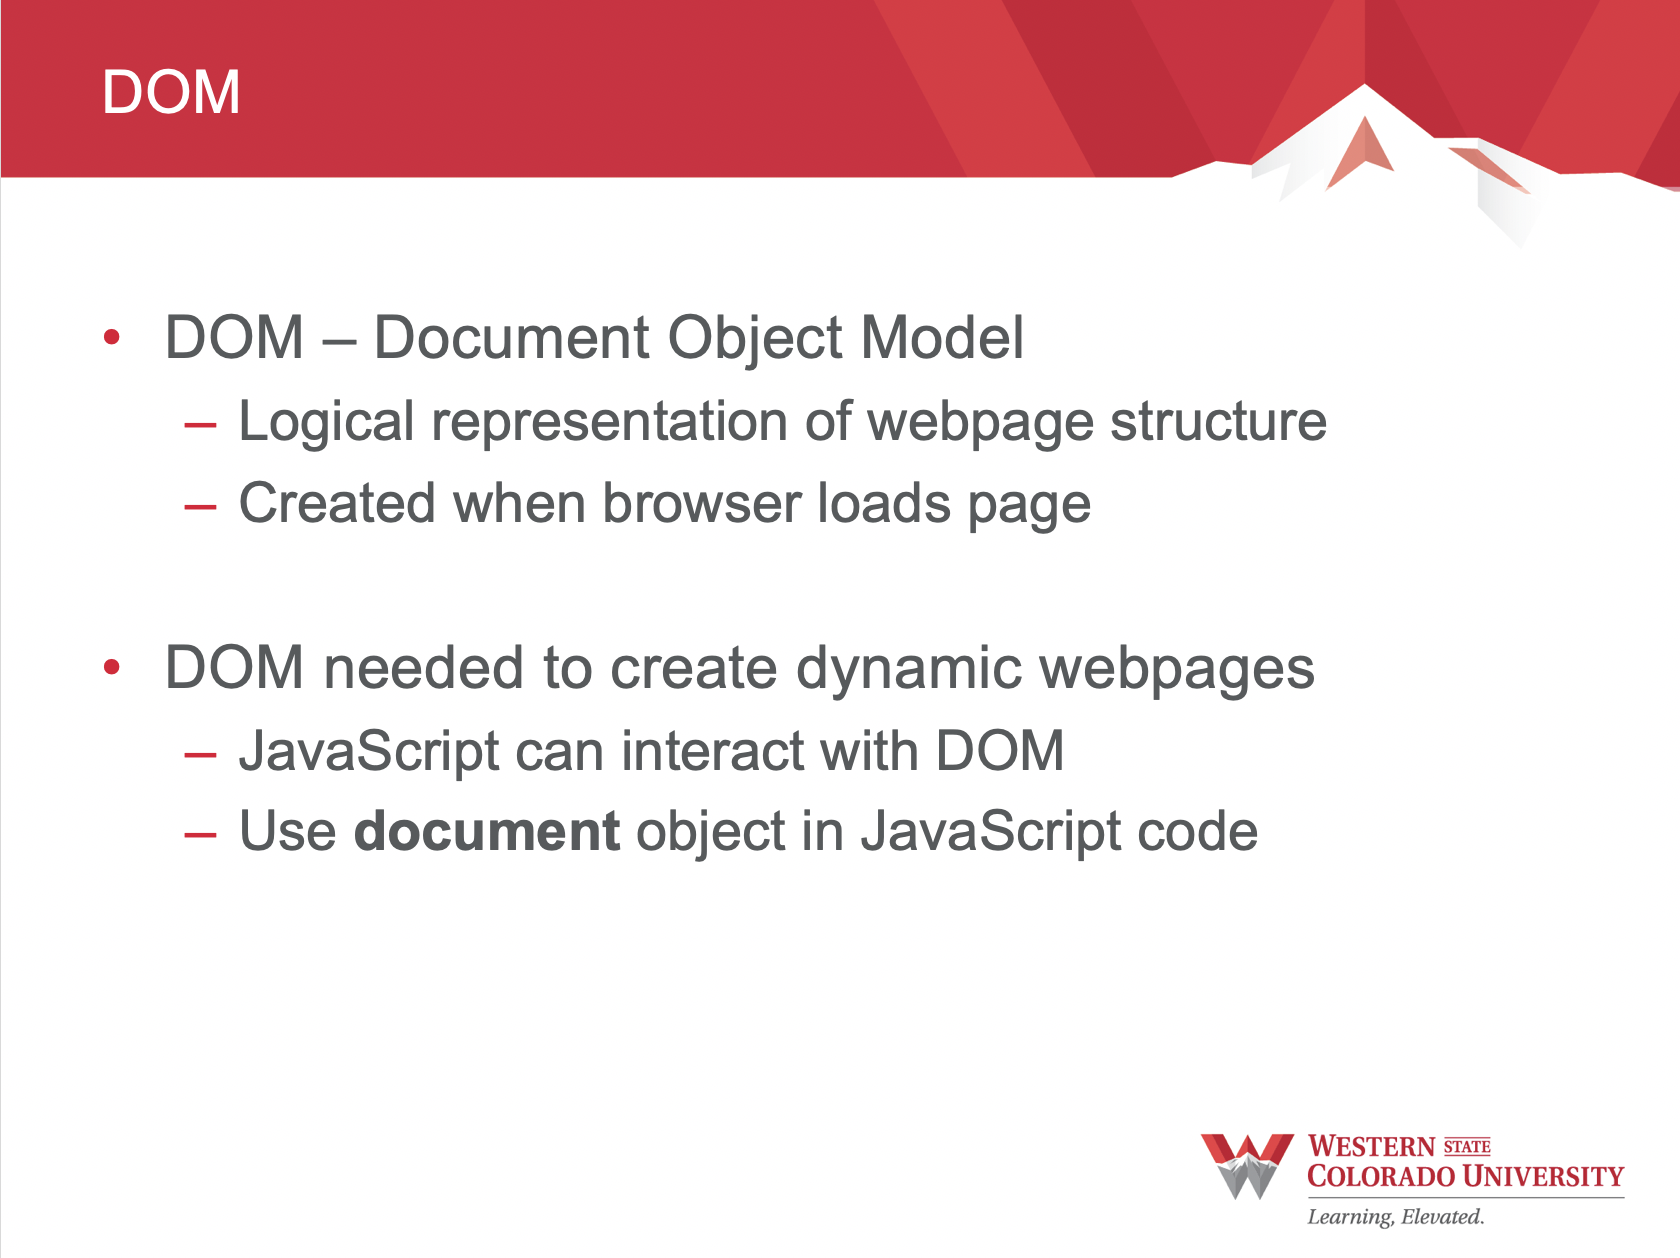 DOM
• DOM – Document Object Model
– Logical representation of webpage structure
– Created when browser loads page
• DOM needed to create dynamic webpages
– JavaScript can interact with DOM
– Use document object in JavaScript code
WESTERN STATE
COLORADO UNIVERSITY
Learning, Elevated.